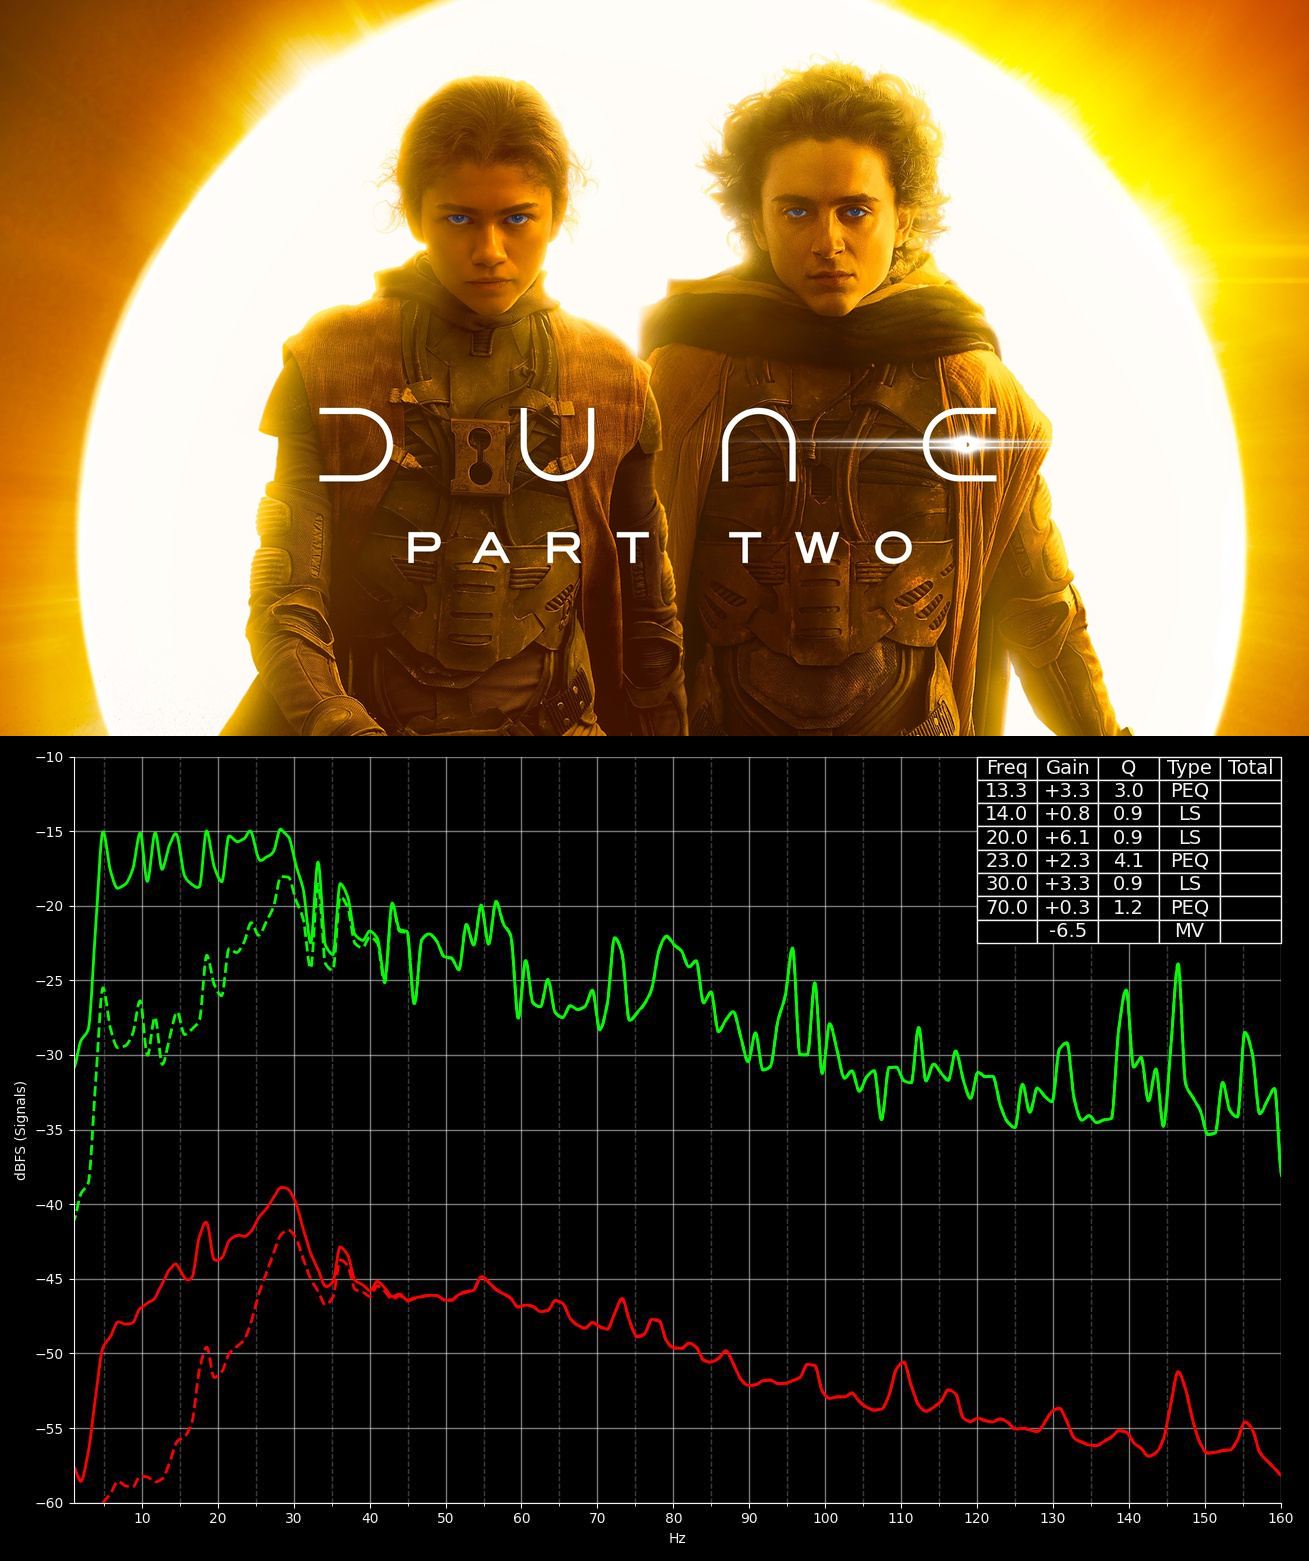 DUNE
PART TWO
Freq Gain Q Type Total
13.3 +3.3 3.0 PEQ
14.0 +0.8 0.9 LS
20.0 +6.1 0.9 LS
23.0 +2.3 4.1 PEQ
30.0 +3.3 0.9 LS
70.0 +0.3 1.2 PEQ
-6.5 MV
dBFS (Signals)
−10
−15
−20
−25
−30
−35
−40
−45
−50
−55
−60
10 20 30 40 50 60 70 80 90 100 110 120 130 140 150 160
Hz